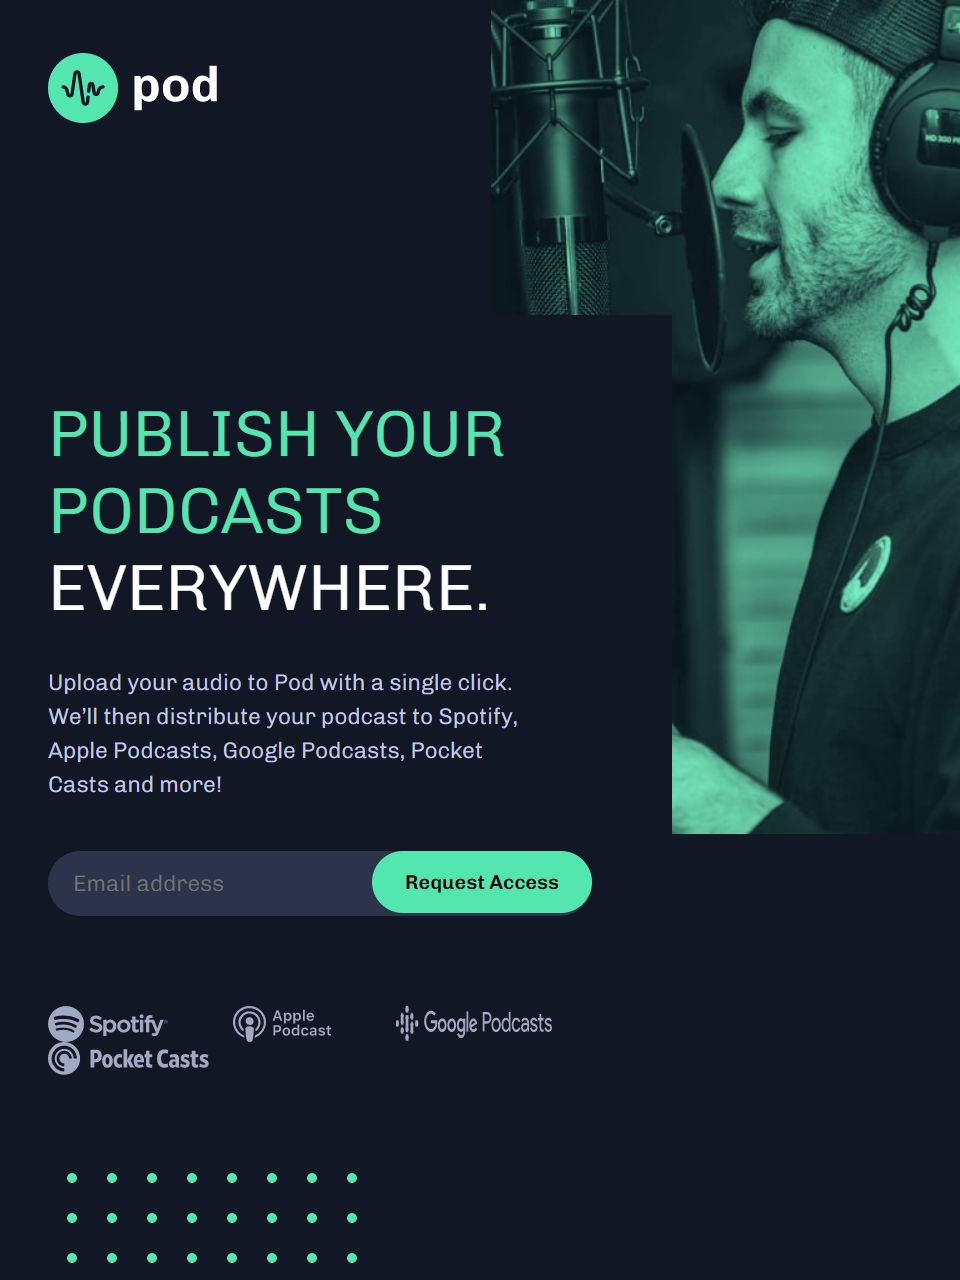 pod
HD 300 P
PUBLISH YOUR
PODCASTS
EVERYWHERE.
Upload your audio to Pod with a single click.
We’ll then distribute your podcast to Spotify,
Apple Podcasts, Google Podcasts, Pocket
Casts and more!
Email address
Request Access
Spotify
Apple
Podcast
Google Podcasts
Pocket Casts